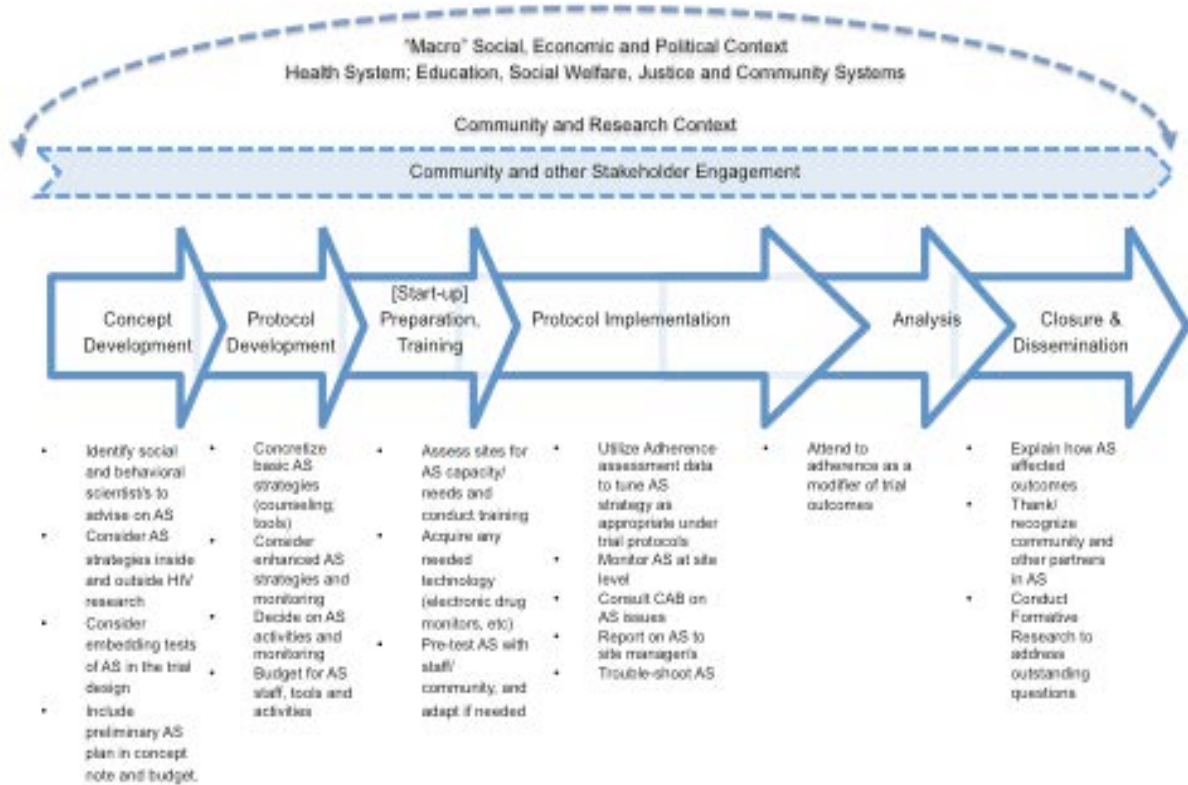 "Macro" Social, Economic and Political Context
Health System; Education, Social Welfare, Justice and Community Systems
Community and Research Context
Community and other Stakeholder Engagement
Concept
Development
Protocol
Development
[Start-up]
Preparation,
Training
Protocol Implementation
Analysis
Closure &
Dissemination
• Identify social
and behavioral
scientist/s to
advise on AS
• Consider AS
strategies inside
and outside HIV
research
• Consider
embedding tests
of AS in the trial
design
• Include
preliminary AS
plan in concept
note and budget.
• Concretize
basic AS
strategies
(counseling;
tools)
• Consider
enhanced AS
strategies and
monitoring
• Decide on AS
activities and
monitoring
• Budget for AS
staff, tools and
activities
• Assess sites for
AS capacity/
needs and
conduct training
• Acquire any
needed
technology
(electronic drug
monitors, etc)
• Pre-test AS with
staff/
community, and
adapt if needed
• Utilize Adherence
assessment data
to tune AS
strategy as
appropriate under
trial protocols
• Monitor AS at site
level
• Consult CAB on
AS issues
• Report on AS to
site manager/s
• Trouble-shoot AS
• Attend to
adherence as a
modifier of trial
outcomes
• Explain how AS
affected
outcomes
• Thank/
recognize
community and
other partners
in AS
• Conduct
Formative
Research to
address
outstanding
questions